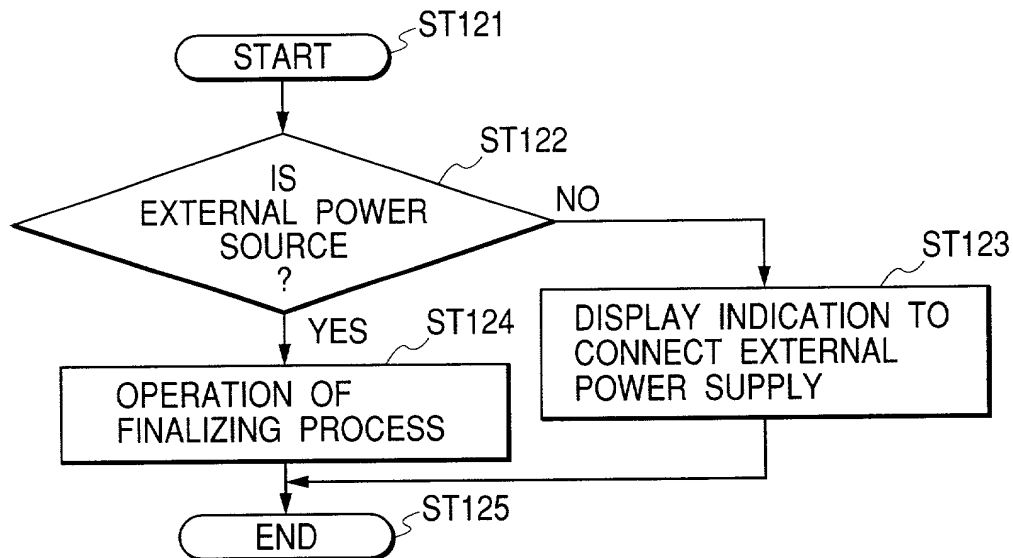 START
ST121
IS
EXTERNAL POWER
SOURCE
?
ST122
NO
YES
ST123
DISPLAY INDICATION TO
CONNECT EXTERNAL
POWER SUPPLY
ST124
OPERATION OF
FINALIZING PROCESS
END
ST125